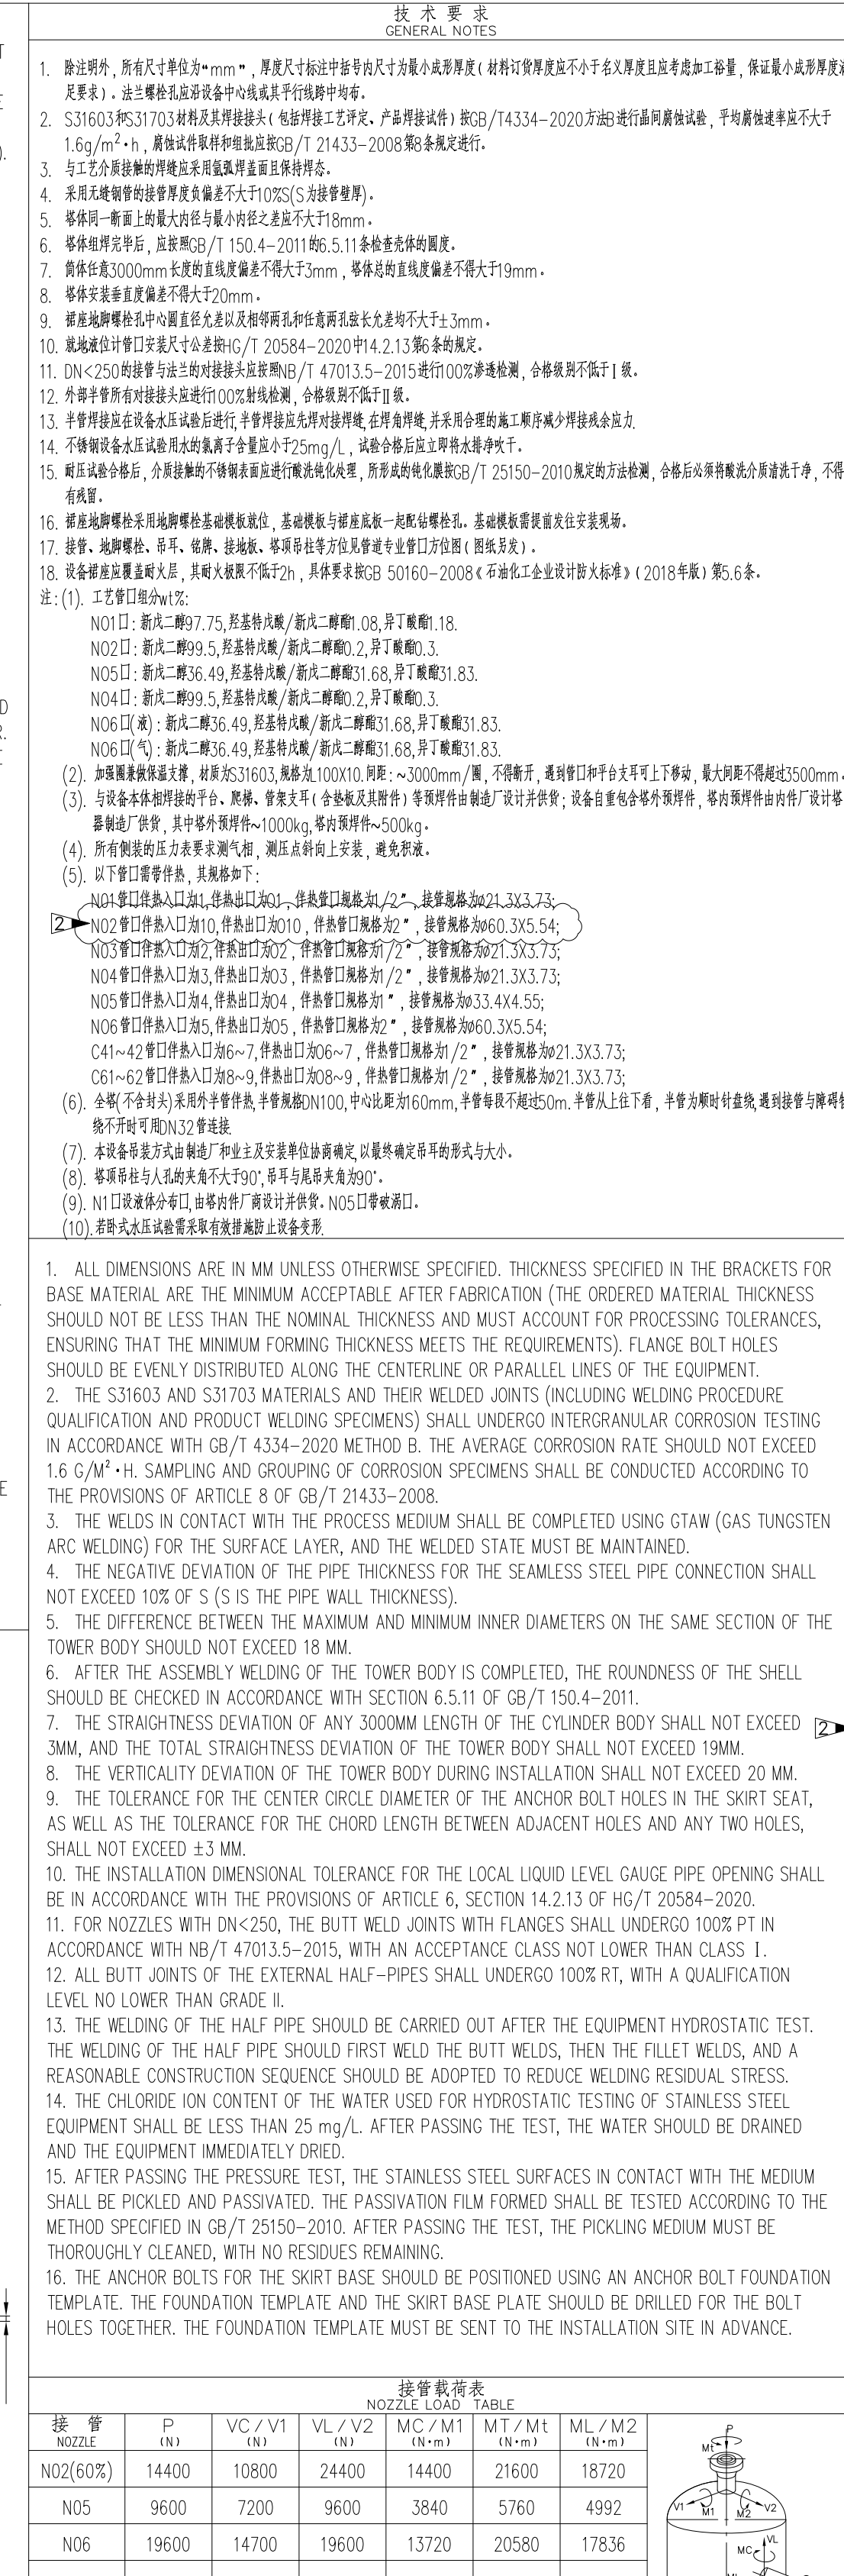 技 术 要 求
GENERAL NOTES
1. 除注明外，所有尺寸单位为“mm”，厚度尺寸标注中括号内尺寸为最小成形厚度（材料订货厚度应不小于名义厚度且应考虑加工裕量，保证最小成形厚度满
足要求）。法兰螺栓孔应沿设备中心线或其平行线跨中均布。
2. S31603和S31703材料及其焊接接头（包括焊接工艺评定、产品焊接试件）按GB/T4334-2020方法B进行晶间腐蚀试验，平均腐蚀速率应不大于
1.6g/m²·h，腐蚀试件取样和组批应按GB/T 21433-2008第8条规定进行。
3. 与工艺介质接触的焊缝应采用氩弧焊盖面且保持焊态。
4. 采用无缝钢管的接管厚度负偏差不大于10%S(S为接管壁厚)。
5. 塔体同一断面上的最大内径与最小内径之差应不大于18mm。
6. 塔体组焊完毕后，应按照GB/T 150.4-2011的6.5.11条检查壳体的圆度。
7. 筒体任意3000mm长度的直线度偏差不得大于3mm，塔体总的直线度偏差不得大于19mm。
8. 塔体安装垂直度偏差不得大于20mm。
9. 裙座地脚螺栓孔中心圆直径允差以及相邻两孔和任意两孔弦长允差均不大于±3mm。
10. 就地液位计管口安装尺寸公差按HG/T 20584-2020中14.2.13第6条的规定。
11. DN<250的接管与法兰的对接接头应按照NB/T 47013.5-2015进行100%渗透检测，合格级别不低于Ⅰ级。
12. 外部半管所有对接接头应进行100%射线检测，合格级别不低于Ⅱ级。
13. 半管焊接应在设备水压试验后进行,半管焊接应先焊对接焊缝,在焊角焊缝,并采用合理的施工顺序减少焊接残余应力.
14. 不锈钢设备水压试验用水的氯离子含量应小于25mg/L，试验合格后应立即将水排净吹干。
15. 耐压试验合格后，介质接触的不锈钢表面应进行酸洗钝化处理，所形成的钝化膜按GB/T 25150-2010规定的方法检测，合格后必须将酸洗介质清洗干净，不得
有残留。
16. 裙座地脚螺栓采用地脚螺栓基础模板就位，基础模板与裙座底板一起配钻螺栓孔。基础模板需提前发往安装现场。
17. 接管、地脚螺栓、吊耳、铭牌、接地板、塔顶吊柱等方位见管道专业管口方位图（图纸另发）。
18. 设备裙座应覆盖耐火层，其耐火极限不低于2h，具体要求按GB 50160-2008《石油化工企业设计防火标准》（2018年版）第5.6条。
注:(1). 工艺管口组分wt%:
N01口: 新戊二醇97.75,羟基特戊酸/新戊二醇酯1.08,异丁酸酯1.18.
N02口: 新戊二醇99.5,羟基特戊酸/新戊二醇酯0.2,异丁酸酯0.3.
N05口: 新戊二醇36.49,羟基特戊酸/新戊二醇酯31.68,异丁酸酯31.83.
N04口: 新戊二醇99.5,羟基特戊酸/新戊二醇酯0.2,异丁酸酯0.3.
N06口(液): 新戊二醇36.49,羟基特戊酸/新戊二醇酯31.68,异丁酸酯31.83.
N06口(气): 新戊二醇36.49,羟基特戊酸/新戊二醇酯31.68,异丁酸酯31.83.
(2). 加强圈兼做保温支撑，材质为S31603,规格为L100X10.间距: ~3000mm/圈，不得断开，遇到管口和平台支耳可上下移动，最大间距不得超过3500mm。
(3). 与设备本体相焊接的平台、爬梯、管架支耳（含垫板及其附件）等预焊件由制造厂设计并供货；设备自重包含塔外预焊件，塔内预焊件由内件厂设计塔
器制造厂供货，其中塔外预焊件~1000kg,塔内预焊件~500kg。
(4). 所有侧装的压力表要求测气相，测压点斜向上安装，避免积液。
(5). 以下管口需带伴热，其规格如下:
N01管口伴热入口为I1,伴热出口为O1，伴热管口规格为1/2"，接管规格为ø21.3X3.73;
2
N02管口伴热入口为I10,伴热出口为O10，伴热管口规格为2"，接管规格为ø60.3X5.54;
N03管口伴热入口为I2,伴热出口为O2，伴热管口规格为1/2"，接管规格为ø21.3X3.73;
N04管口伴热入口为I3,伴热出口为O3，伴热管口规格为1/2"，接管规格为ø21.3X3.73;
N05管口伴热入口为I4,伴热出口为O4，伴热管口规格为1"，接管规格为ø33.4X4.55;
N06管口伴热入口为I5,伴热出口为O5，伴热管口规格为2"，接管规格为ø60.3X5.54;
C41~42管口伴热入口为I6~7,伴热出口为O6~7，伴热管口规格为1/2"，接管规格为ø21.3X3.73;
C61~62管口伴热入口为I8~9,伴热出口为O8~9，伴热管口规格为1/2"，接管规格为ø21.3X3.73;
(6). 全塔(不含封头)采用外半管伴热,半管规格DN100,中心比距为160mm,半管每段不超过50m.半管从上往下看，半管为顺时针盘绕,遇到接管与障碍物
绕不开时可用DN32管连接.
(7). 本设备吊装方式由制造厂和业主及安装单位协商确定,以最终确定吊耳的形式与大小。
(8). 塔顶吊柱与人孔的夹角不大于90°,吊耳与尾吊夹角为90°。
(9). N1口设液体分布口,由塔内件厂商设计并供货。N05口带破涡口。
(10).若卧式水压试验需采取有效措施防止设备变形.
1. ALL DIMENSIONS ARE IN MM UNLESS OTHERWISE SPECIFIED. THICKNESS SPECIFIED IN THE BRACKETS FOR
BASE MATERIAL ARE THE MINIMUM ACCEPTABLE AFTER FABRICATION (THE ORDERED MATERIAL THICKNESS
SHOULD NOT BE LESS THAN THE NOMINAL THICKNESS AND MUST ACCOUNT FOR PROCESSING TOLERANCES,
ENSURING THAT THE MINIMUM FORMING THICKNESS MEETS THE REQUIREMENTS). FLANGE BOLT HOLES
SHOULD BE EVENLY DISTRIBUTED ALONG THE CENTERLINE OR PARALLEL LINES OF THE EQUIPMENT.
2. THE S31603 AND S31703 MATERIALS AND THEIR WELDED JOINTS (INCLUDING WELDING PROCEDURE
QUALIFICATION AND PRODUCT WELDING SPECIMENS) SHALL UNDERGO INTERGRANULAR CORROSION TESTING
IN ACCORDANCE WITH GB/T 4334-2020 METHOD B. THE AVERAGE CORROSION RATE SHOULD NOT EXCEED
1.6 G/M²·H. SAMPLING AND GROUPING OF CORROSION SPECIMENS SHALL BE CONDUCTED ACCORDING TO
THE PROVISIONS OF ARTICLE 8 OF GB/T 21433-2008.
3. THE WELDS IN CONTACT WITH THE PROCESS MEDIUM SHALL BE COMPLETED USING GTAW (GAS TUNGSTEN
ARC WELDING) FOR THE SURFACE LAYER, AND THE WELDED STATE MUST BE MAINTAINED.
4. THE NEGATIVE DEVIATION OF THE PIPE THICKNESS FOR THE SEAMLESS STEEL PIPE CONNECTION SHALL
NOT EXCEED 10% OF S (S IS THE PIPE WALL THICKNESS).
5. THE DIFFERENCE BETWEEN THE MAXIMUM AND MINIMUM INNER DIAMETERS ON THE SAME SECTION OF THE
TOWER BODY SHOULD NOT EXCEED 18 MM.
6. AFTER THE ASSEMBLY WELDING OF THE TOWER BODY IS COMPLETED, THE ROUNDNESS OF THE SHELL
SHOULD BE CHECKED IN ACCORDANCE WITH SECTION 6.5.11 OF GB/T 150.4-2011.
7. THE STRAIGHTNESS DEVIATION OF ANY 3000MM LENGTH OF THE CYLINDER BODY SHALL NOT EXCEED
2
3MM, AND THE TOTAL STRAIGHTNESS DEVIATION OF THE TOWER BODY SHALL NOT EXCEED 19MM.
8. THE VERTICALITY DEVIATION OF THE TOWER BODY DURING INSTALLATION SHALL NOT EXCEED 20 MM.
9. THE TOLERANCE FOR THE CENTER CIRCLE DIAMETER OF THE ANCHOR BOLT HOLES IN THE SKIRT SEAT,
AS WELL AS THE TOLERANCE FOR THE CHORD LENGTH BETWEEN ADJACENT HOLES AND ANY TWO HOLES,
SHALL NOT EXCEED ±3 MM.
10. THE INSTALLATION DIMENSIONAL TOLERANCE FOR THE LOCAL LIQUID LEVEL GAUGE PIPE OPENING SHALL
BE IN ACCORDANCE WITH THE PROVISIONS OF ARTICLE 6, SECTION 14.2.13 OF HG/T 20584-2020.
11. FOR NOZZLES WITH DN<250, THE BUTT WELD JOINTS WITH FLANGES SHALL UNDERGO 100% PT IN
ACCORDANCE WITH NB/T 47013.5-2015, WITH AN ACCEPTANCE CLASS NOT LOWER THAN CLASS Ⅰ.
12. ALL BUTT JOINTS OF THE EXTERNAL HALF-PIPES SHALL UNDERGO 100% RT, WITH A QUALIFICATION
LEVEL NO LOWER THAN GRADE II.
13. THE WELDING OF THE HALF PIPE SHOULD BE CARRIED OUT AFTER THE EQUIPMENT HYDROSTATIC TEST.
THE WELDING OF THE HALF PIPE SHOULD FIRST WELD THE BUTT WELDS, THEN THE FILLET WELDS, AND A
REASONABLE CONSTRUCTION SEQUENCE SHOULD BE ADOPTED TO REDUCE WELDING RESIDUAL STRESS.
14. THE CHLORIDE ION CONTENT OF THE WATER USED FOR HYDROSTATIC TESTING OF STAINLESS STEEL
EQUIPMENT SHALL BE LESS THAN 25 mg/L. AFTER PASSING THE TEST, THE WATER SHOULD BE DRAINED
AND THE EQUIPMENT IMMEDIATELY DRIED.
15. AFTER PASSING THE PRESSURE TEST, THE STAINLESS STEEL SURFACES IN CONTACT WITH THE MEDIUM
SHALL BE PICKLED AND PASSIVATED. THE PASSIVATION FILM FORMED SHALL BE TESTED ACCORDING TO THE
METHOD SPECIFIED IN GB/T 25150-2010. AFTER PASSING THE TEST, THE PICKLING MEDIUM MUST BE
THOROUGHLY CLEANED, WITH NO RESIDUES REMAINING.
16. THE ANCHOR BOLTS FOR THE SKIRT BASE SHOULD BE POSITIONED USING AN ANCHOR BOLT FOUNDATION
TEMPLATE. THE FOUNDATION TEMPLATE AND THE SKIRT BASE PLATE SHOULD BE DRILLED FOR THE BOLT
HOLES TOGETHER. THE FOUNDATION TEMPLATE MUST BE SENT TO THE INSTALLATION SITE IN ADVANCE.
接管载荷表
NOZZLE LOAD TABLE
接 管 P VC/V1 VL/V2 MC/M1 MT/Mt ML/M2
NOZZLE (N) (N) (N) (N·m) (N·m) (N·m)
N02(60%) 14400 10800 24400 14400 21600 18720
N05 9600 7200 9600 3840 5760 4992
N06 19600 14700 19600 13720 20580 17836
P
Mt
V1 M1 M2 V2
VL
MC